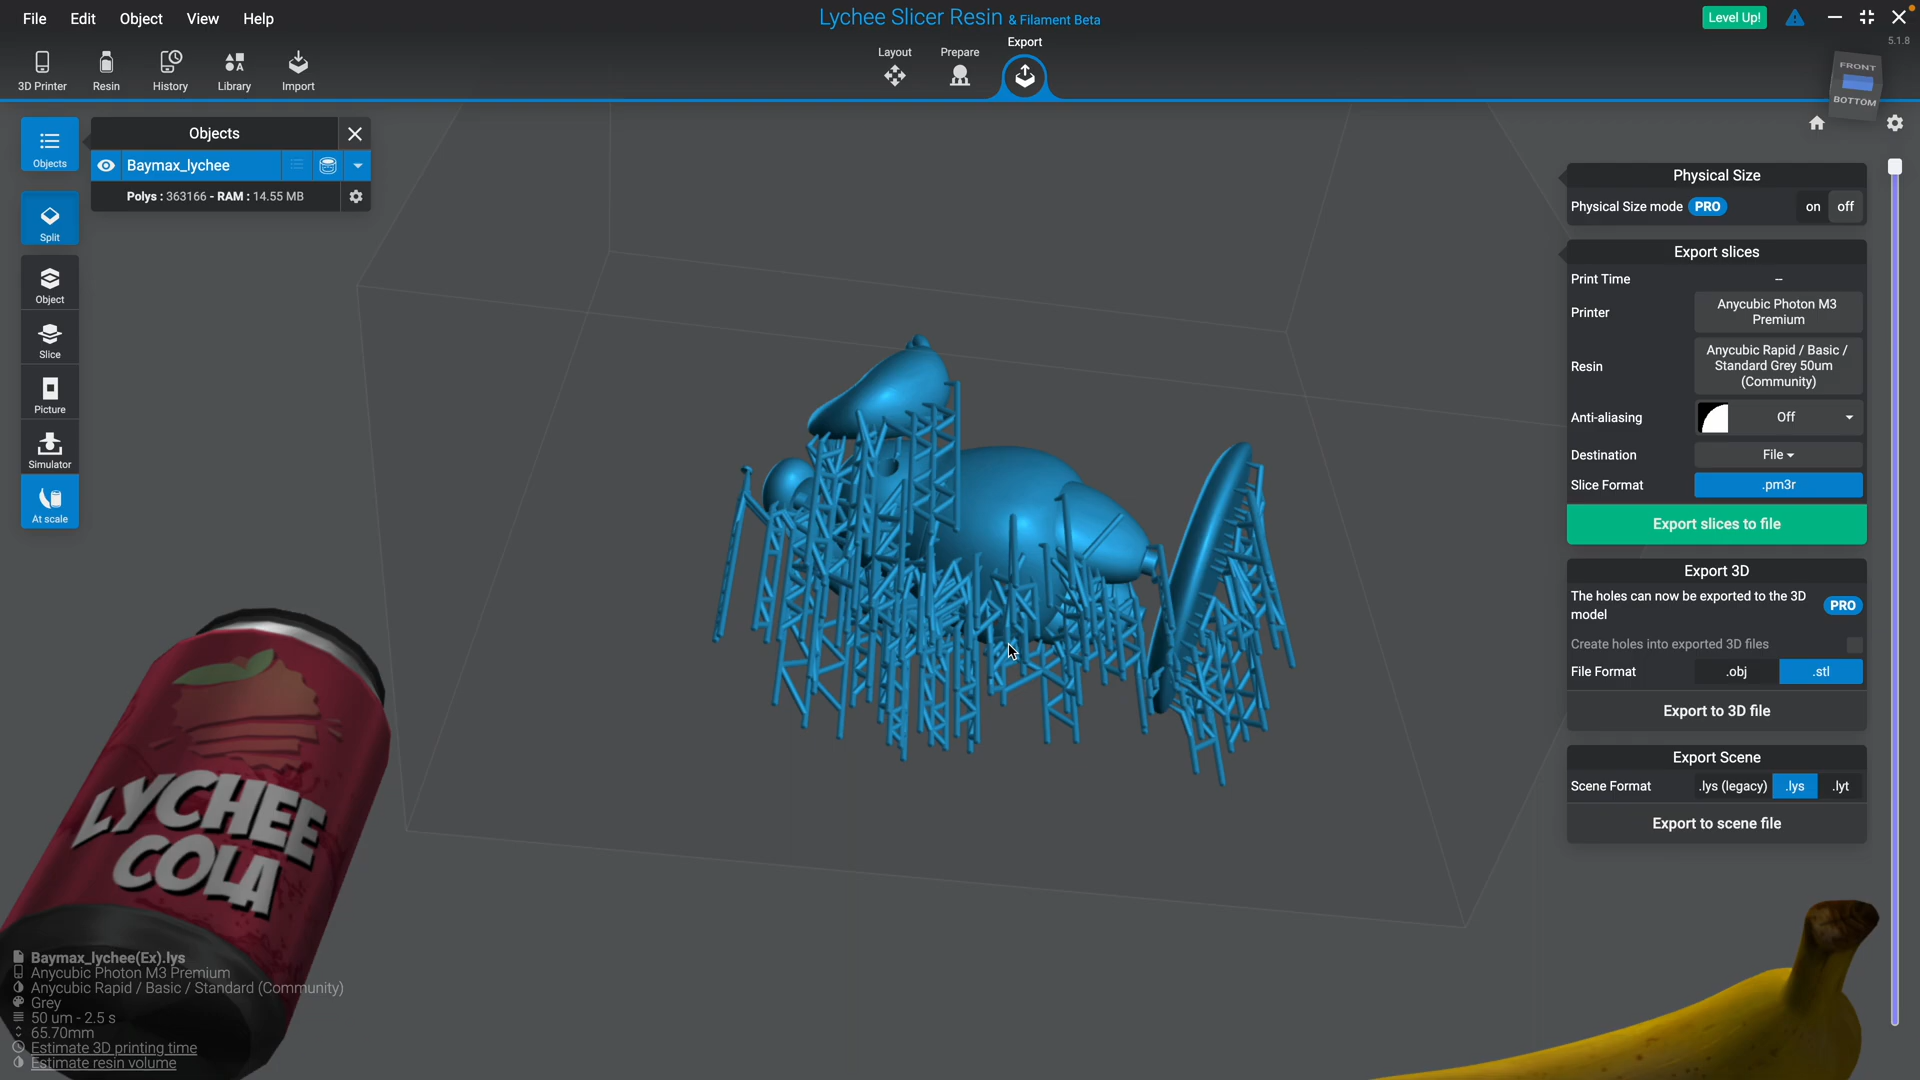 File Edit Object View Help
Lychee Slicer Resin & Filament Beta
Level Up!
5.1.8
3D Printer Resin History Library Import
Layout Prepare Export
FRONT
BOTTOM
Objects
Objects
Baymax_lychee
Polys : 363166 - RAM : 14.55 MB
Split
Object
Slice
Picture
Simulator
At scale
Physical Size
Physical Size mode PRO on off
Export slices
Print Time --
Printer Anycubic Photon M3
Premium
Resin Anycubic Rapid / Basic /
Standard Grey 50um
(Community)
Anti-aliasing Off
Destination File
Slice Format .pm3r
Export slices to file
Export 3D
The holes can now be exported to the 3D
model PRO
Create holes into exported 3D files
File Format .obj .stl
Export to 3D file
Export Scene
Scene Format .lys (legacy) .lys .lyt
Export to scene file
LYCHEE
COLA
Baymax_lychee(Ex).lys
Anycubic Photon M3 Premium
Anycubic Rapid / Basic / Standard (Community)
Grey
50 um - 2.5 s
65.70mm
Estimate 3D printing time
Estimate resin volume